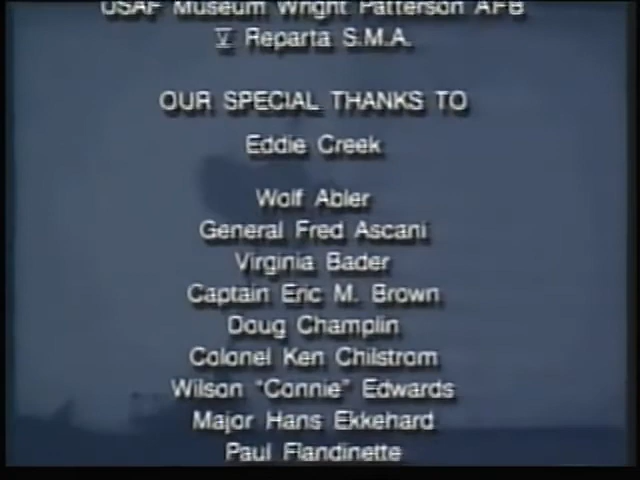 USAF Museum Wright Patterson AFB
V Reparta S.M.A.
OUR SPECIAL THANKS TO
Eddie Creek
Wolf Abler
General Fred Ascani
Virginia Bader
Captain Eric M. Brown
Doug Champlin
Colonel Ken Chilstrom
Wilson "Connie" Edwards
Major Hans Ekkehard
Paul Flandinette